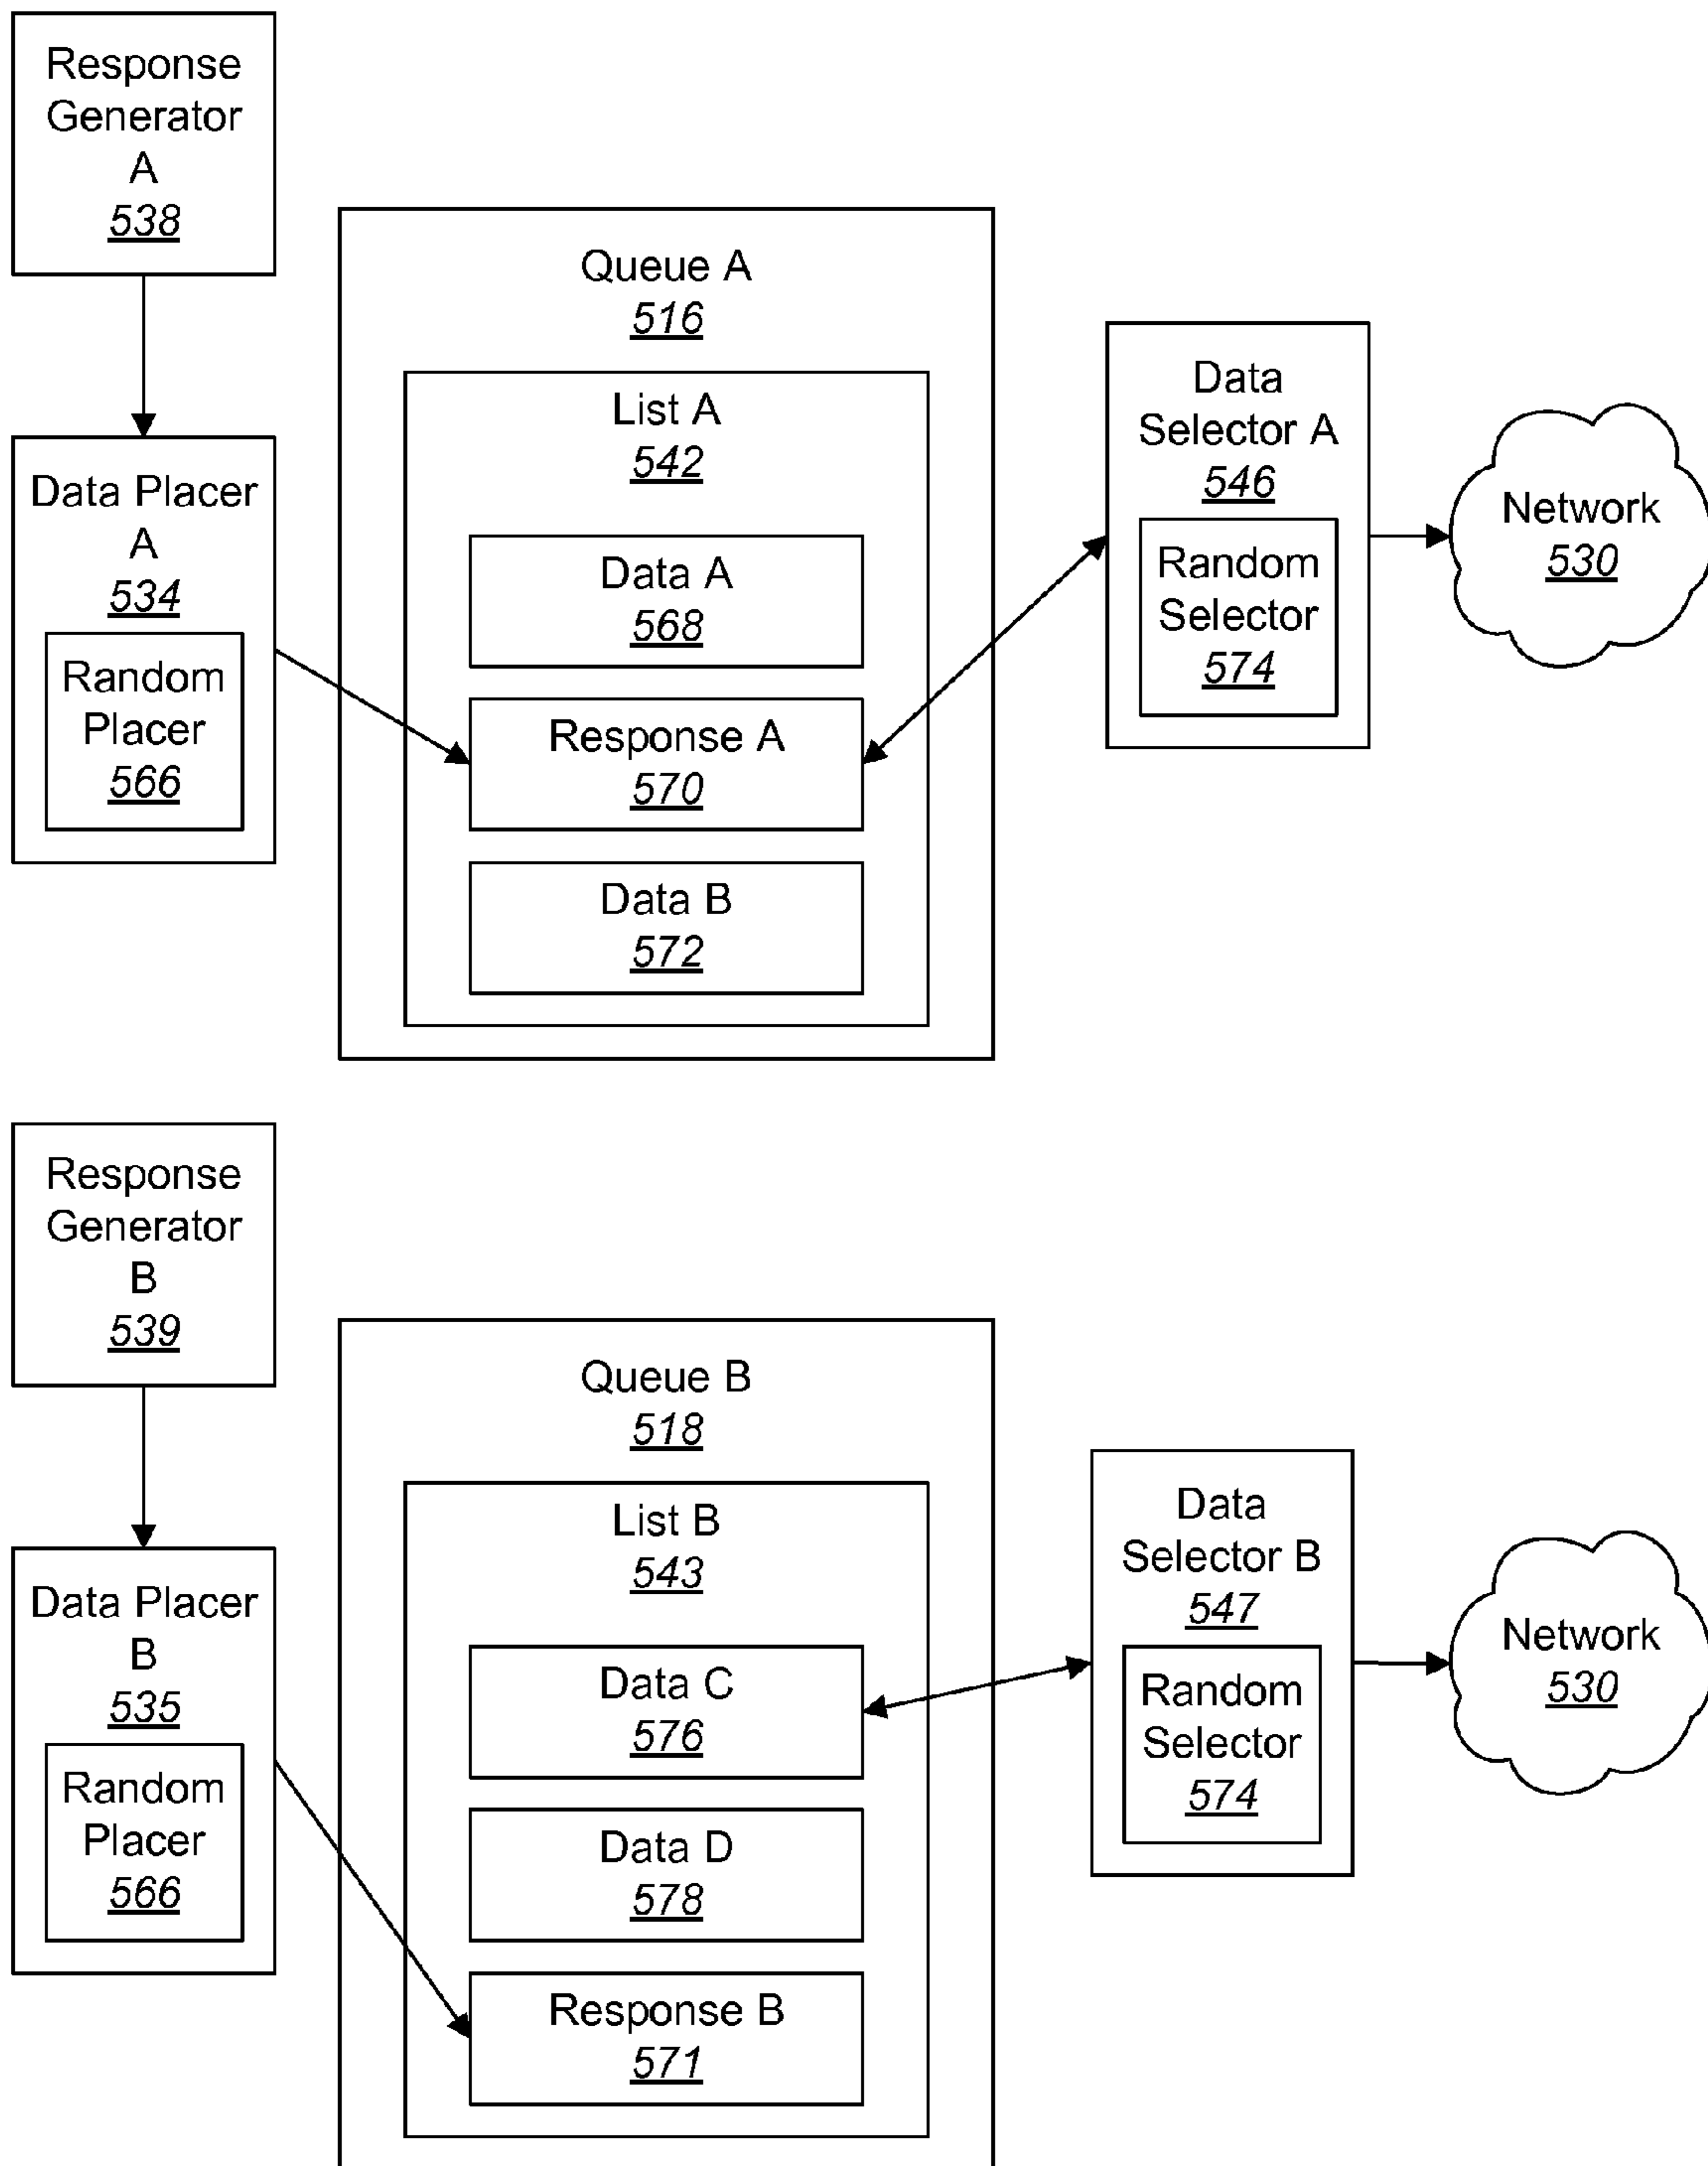 Response
Generator
A
538
Data Placer
A
534
Random
Placer
566
Queue A
516
List A
542
Data A
568
Response A
570
Data B
572
Data
Selector A
546
Random
Selector
574
Network
530
Response
Generator
B
539
Data Placer
B
535
Random
Placer
566
Queue B
518
List B
543
Data C
576
Data D
578
Response B
571
Data
Selector B
547
Random
Selector
574
Network
530